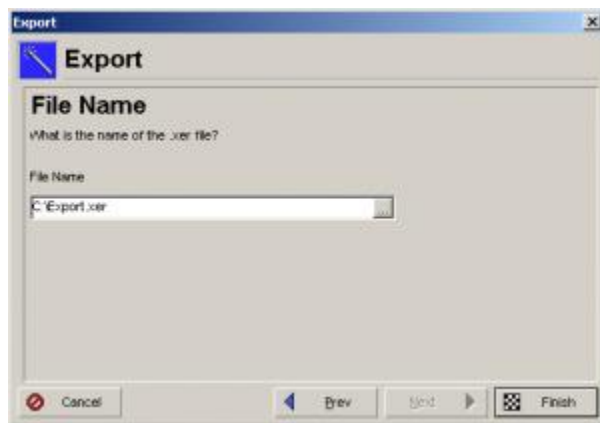 Export
Export
File Name
What is the name of the .xer file?
File Name
C:\Export.xer
...
Cancel
Prev
Next
Finish